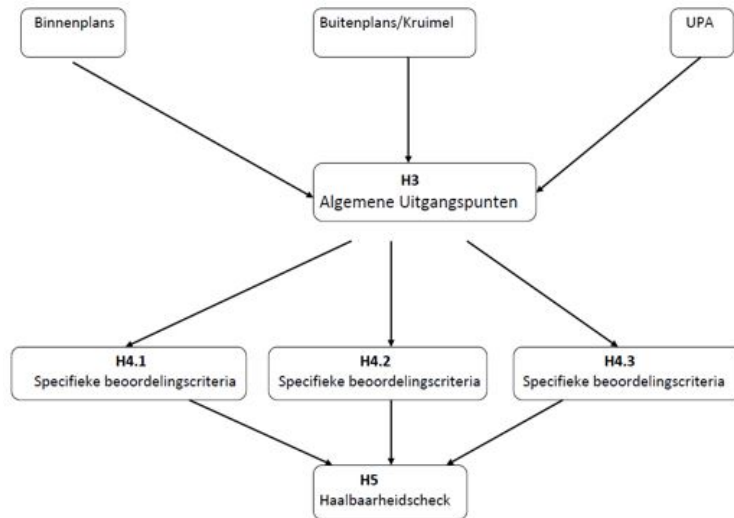 Binnenplans
Buitenplans/Kruimel
UPA
H3
Algemene Uitgangspunten
H4.1
Specifieke beoordelingscriteria
H4.2
Specifieke beoordelingscriteria
H4.3
Specifieke beoordelingscriteria
H5
Haalbaarheidscheck